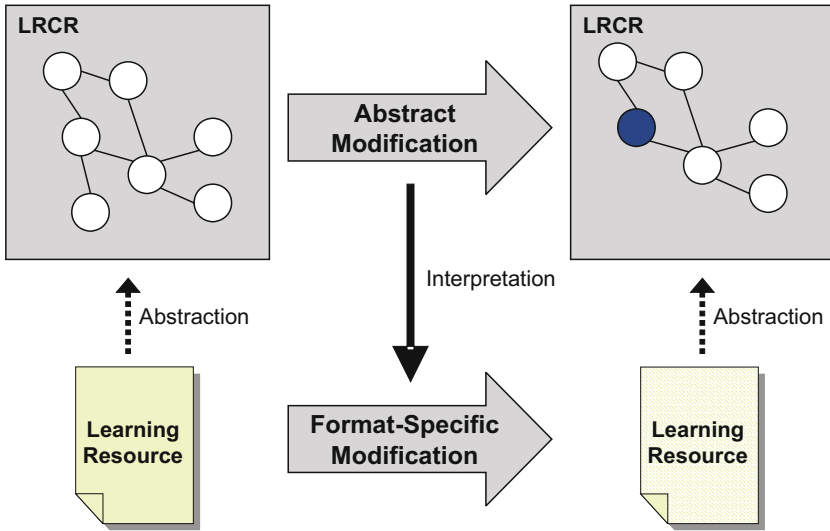 LRCR
LRCR
Abstract
Modification
Interpretation
Abstraction
Abstraction
Learning
Resource
Format-Specific
Modification
Learning
Resource